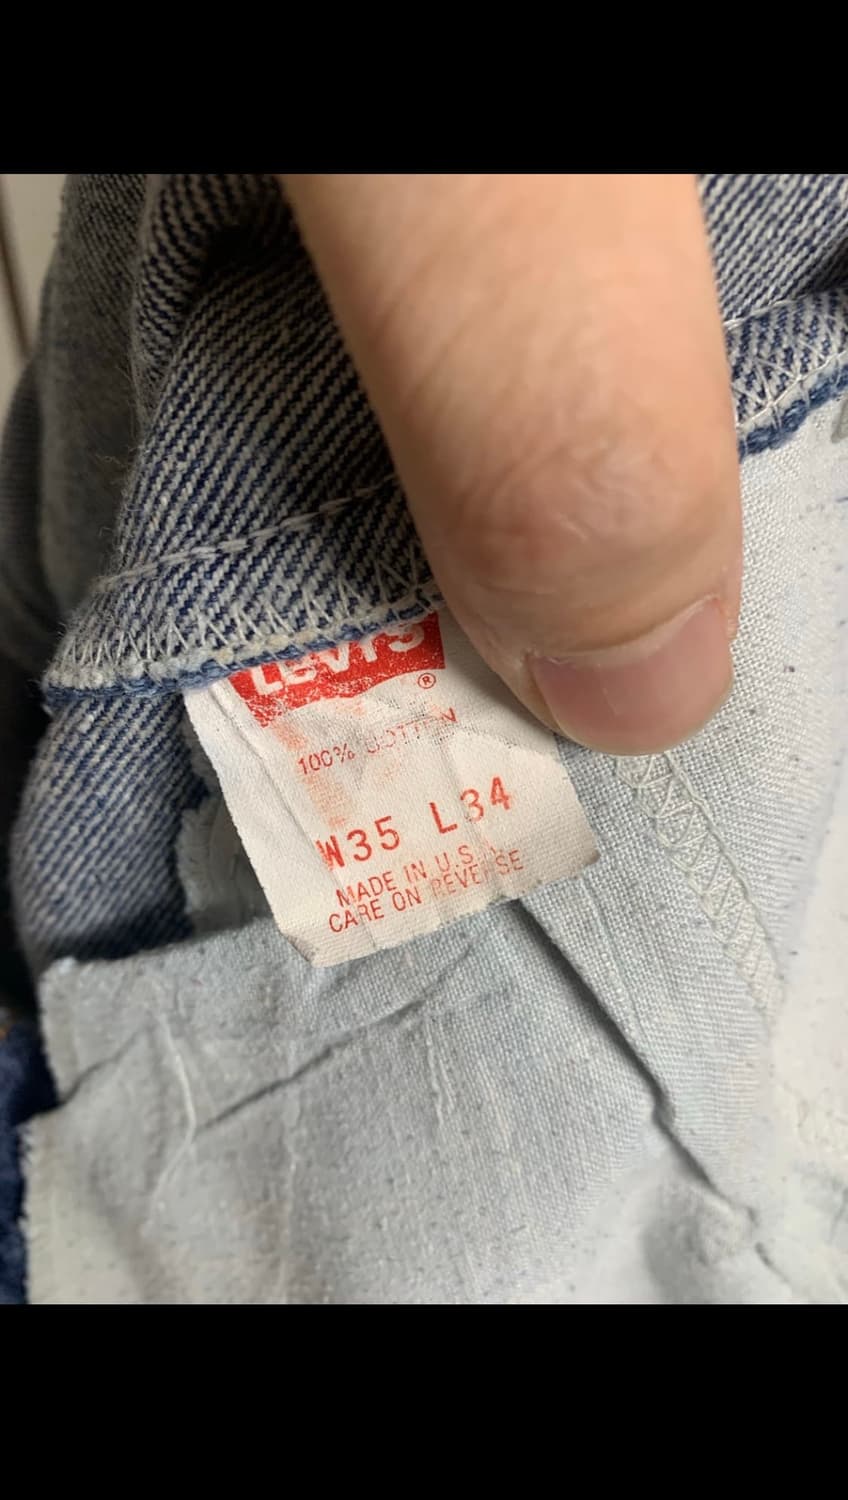 LEVI'S
®
100% COTTON
W35 L34
MADE IN U.S.A.
CARE ON REVERSE